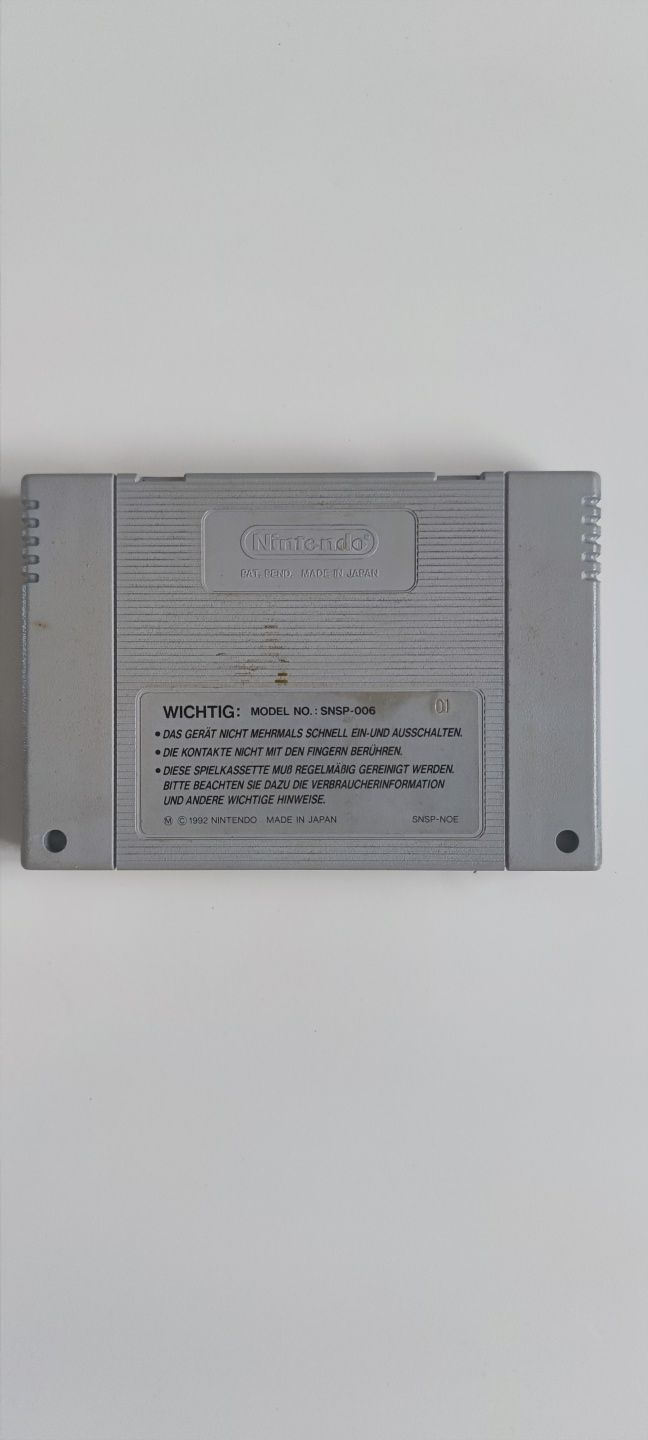 Nintendo®
PAT. PEND. MADE IN JAPAN
WICHTIG: MODEL NO.: SNSP-006 01
• DAS GERÄT NICHT MEHRMALS SCHNELL EIN-UND AUSSCHALTEN.
• DIE KONTAKTE NICHT MIT DEN FINGERN BERÜHREN.
• DIESE SPIELKASSETTE MUß REGELMÄßIG GEREINIGT WERDEN.
BITTE BEACHTEN SIE DAZU DIE VERBRAUCHERINFORMATION
UND ANDERE WICHTIGE HINWEISE.
Ⓜ © 1992 NINTENDO MADE IN JAPAN SNSP-NOE